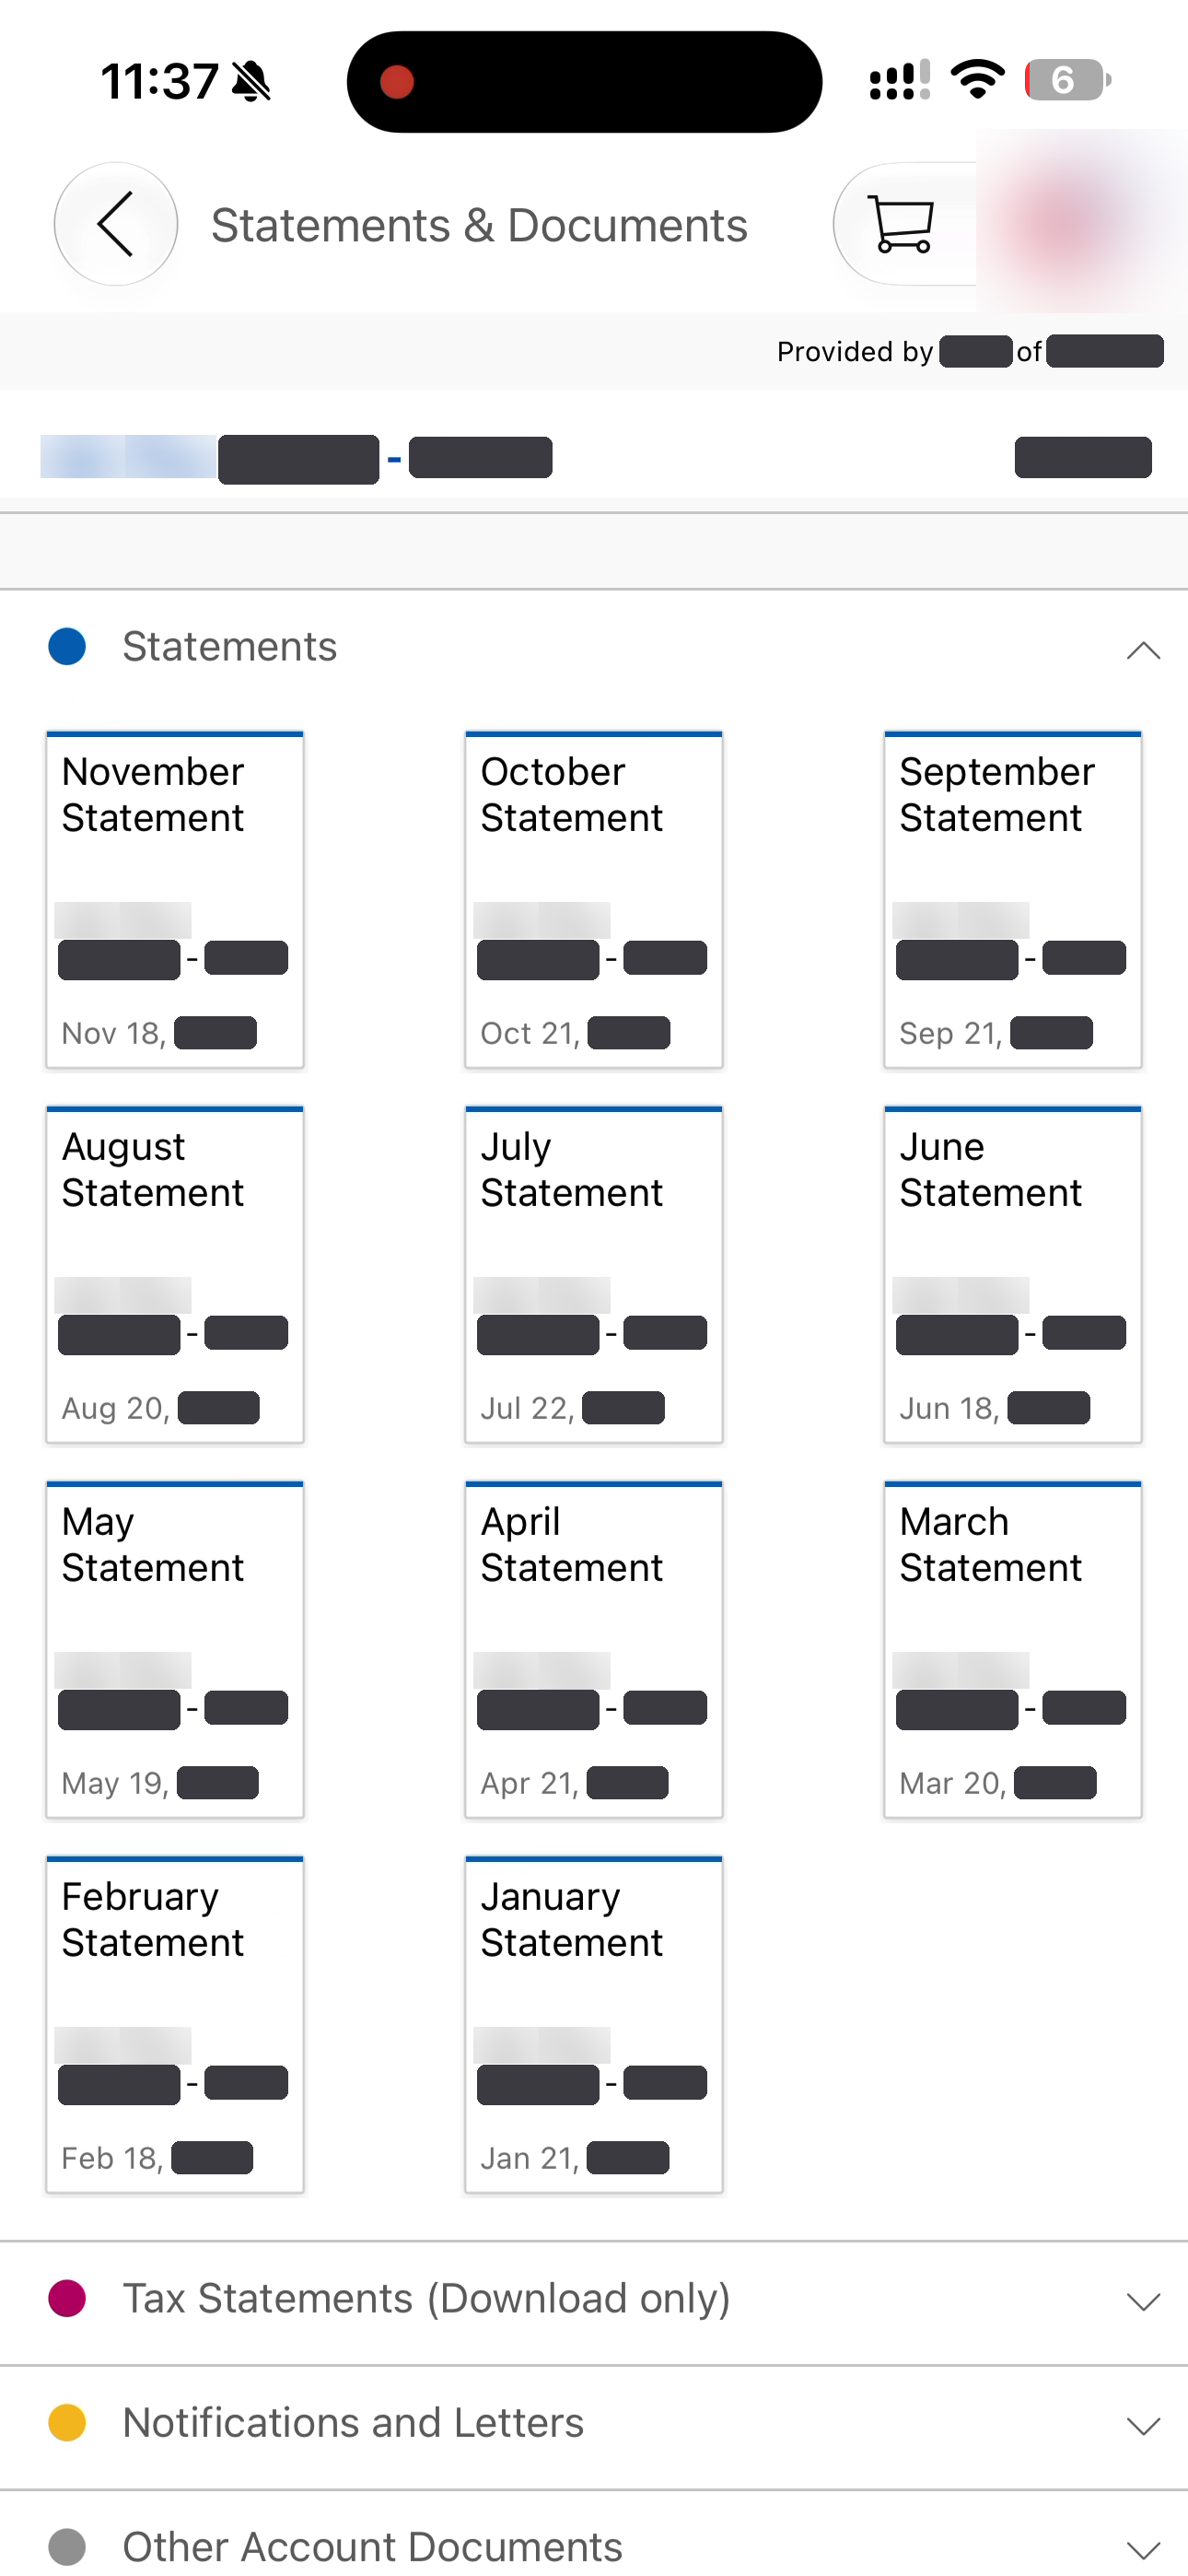 11:37
6
Statements & Documents
Provided by of
-
Statements
November
Statement
-
Nov 18,
October
Statement
-
Oct 21,
September
Statement
-
Sep 21,
August
Statement
-
Aug 20,
July
Statement
-
Jul 22,
June
Statement
-
Jun 18,
May
Statement
-
May 19,
April
Statement
-
Apr 21,
March
Statement
-
Mar 20,
February
Statement
-
Feb 18,
January
Statement
-
Jan 21,
Tax Statements (Download only)
Notifications and Letters
Other Account Documents